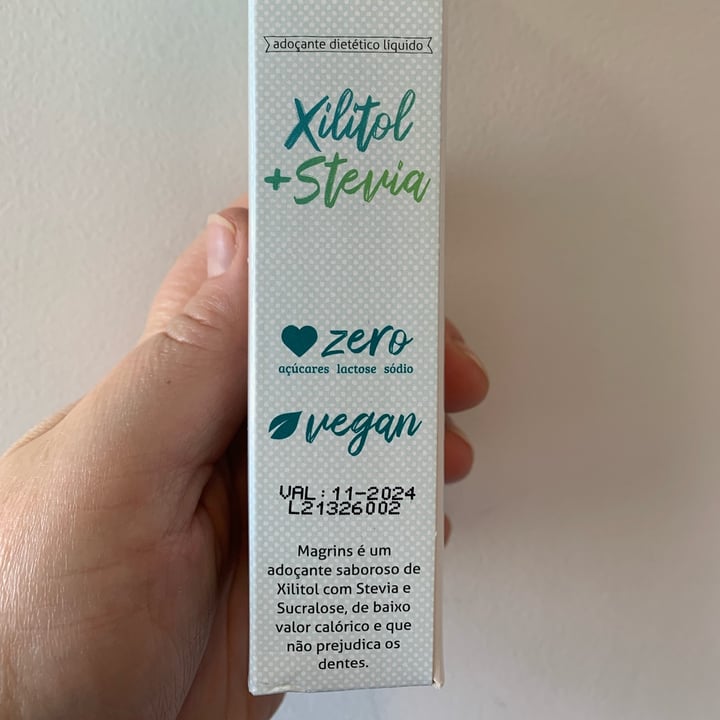 adoçante dietético líquido
Xilitol
+Stevia
zero
açúcares lactose sódio
vegan
VAL: 11-2024
L21326002
Magrins é um
adoçante saboroso de
Xilitol com Stevia e
Sucralose, de baixo
valor calórico e que
não prejudica os
dentes.